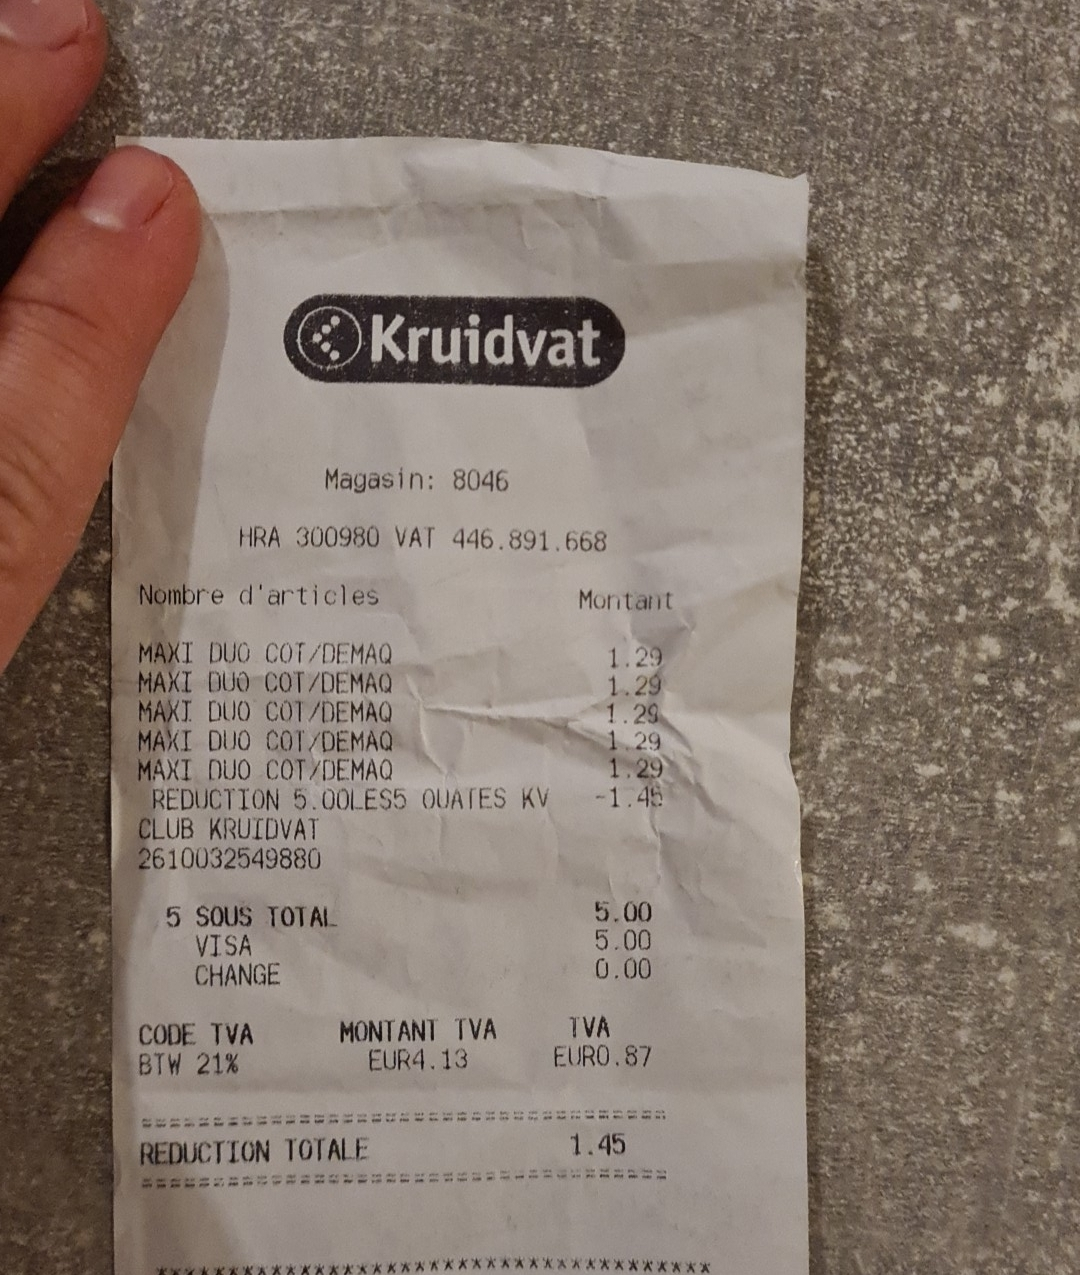 Kruidvat
Magasin: 8046
HRA 300980 VAT 446.891.668
Nombre d'articles Montant
MAXI DUO COT/DEMAQ 1.29
MAXI DUO COT/DEMAQ 1.29
MAXI DUO COT/DEMAQ 1.29
MAXI DUO COT/DEMAQ 1.29
MAXI DUO COT/DEMAQ 1.29
REDUCTION 5.00LES5 OUATES KV -1.45
CLUB KRUIDVAT
2610032549880
5 SOUS TOTAL 5.00
VISA 5.00
CHANGE 0.00
CODE TVA MONTANT TVA TVA
BTW 21% EUR4.13 EUR0.87
REDUCTION TOTALE 1.45